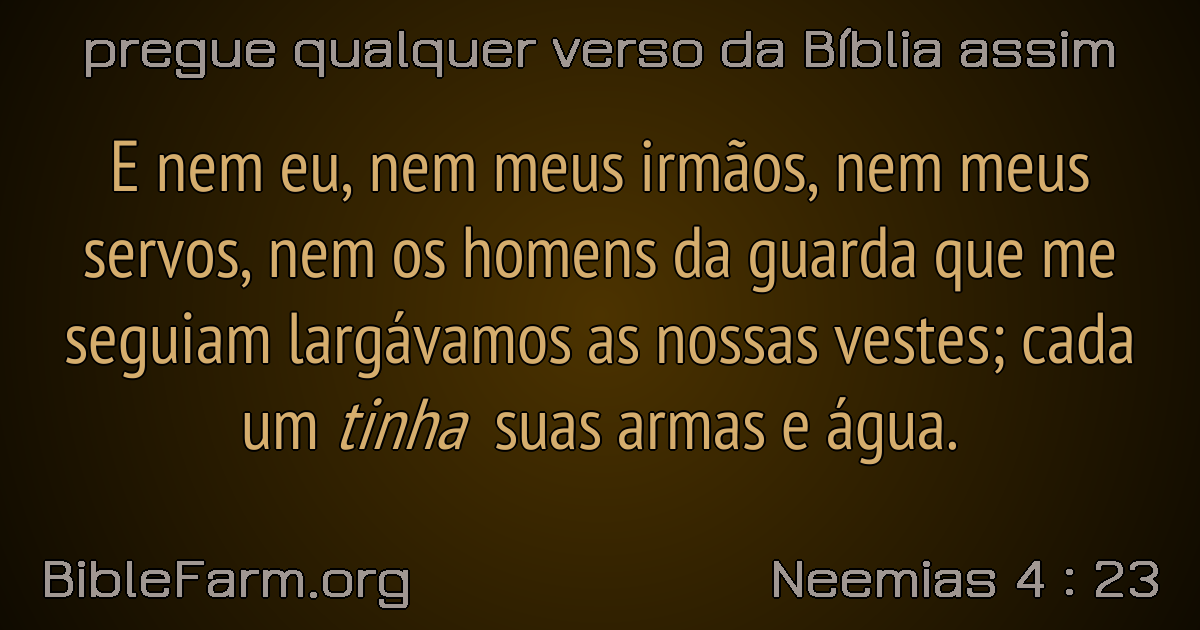 pregue qualquer verso da Bíblia assim
E nem eu, nem meus irmãos, nem meus
servos, nem os homens da guarda que me
seguiam largávamos as nossas vestes; cada
um tinha suas armas e água.
BibleFarm.org
Neemias 4 : 23